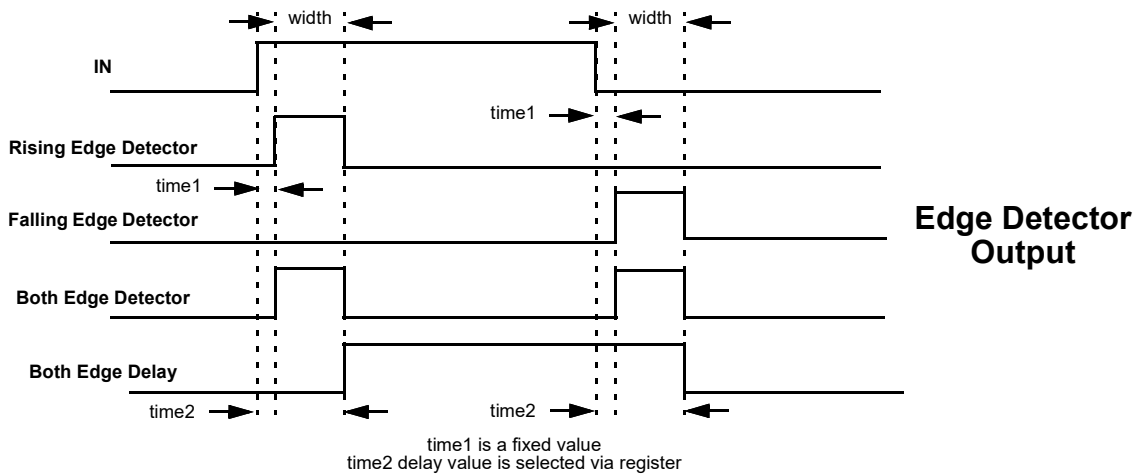 width
width
IN
time1
Rising Edge Detector
time1
Falling Edge Detector
Edge Detector
Output
Both Edge Detector
Both Edge Delay
time2
time2
time1 is a fixed value
time2 delay value is selected via register